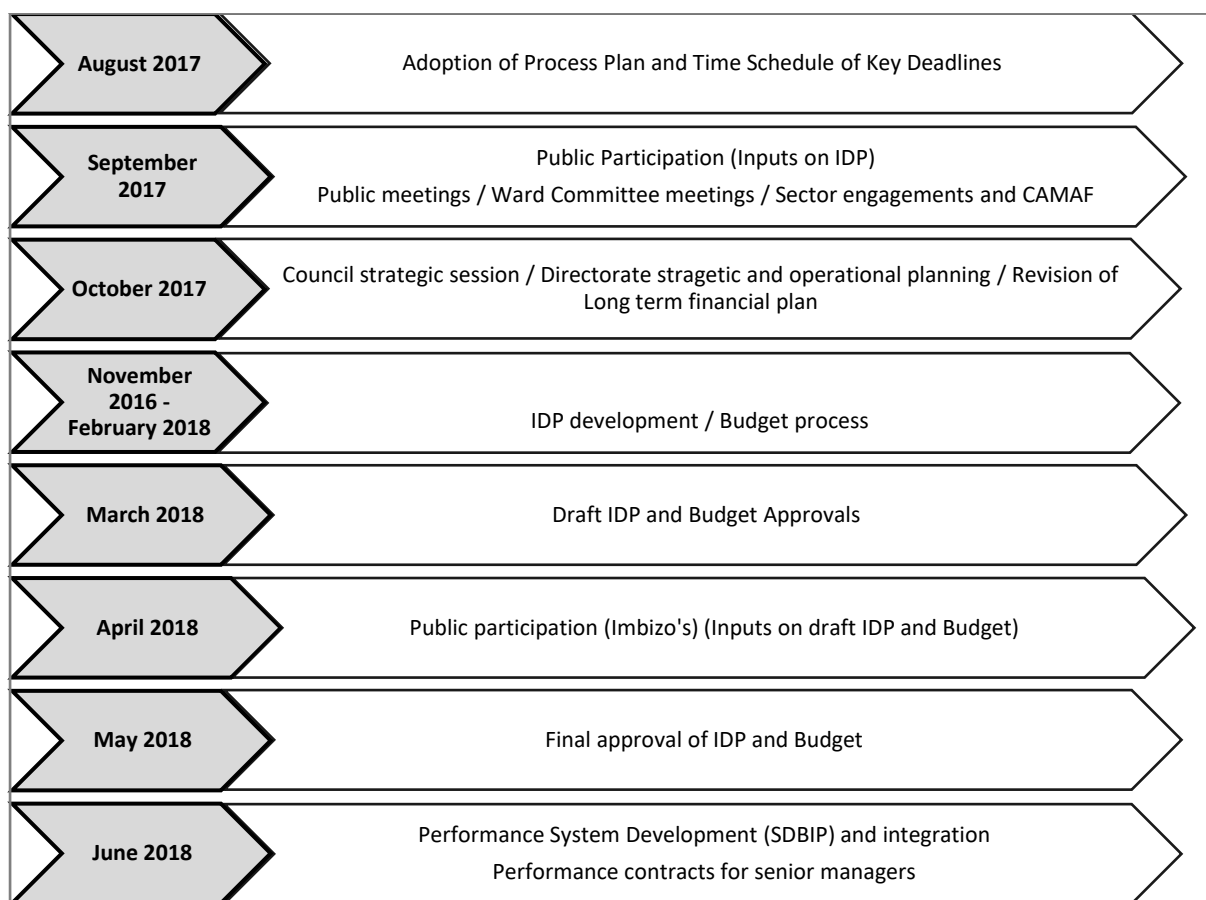 August 2017
Adoption of Process Plan and Time Schedule of Key Deadlines
September
2017
Public Participation (Inputs on IDP)
Public meetings / Ward Committee meetings / Sector engagements and CAMAF
October 2017
Council strategic session / Directorate stragetic and operational planning / Revision of
Long term financial plan
November
2016 -
February 2018
IDP development / Budget process
March 2018
Draft IDP and Budget Approvals
April 2018
Public participation (Imbizo's) (Inputs on draft IDP and Budget)
May 2018
Final approval of IDP and Budget
June 2018
Performance System Development (SDBIP) and integration
Performance contracts for senior managers